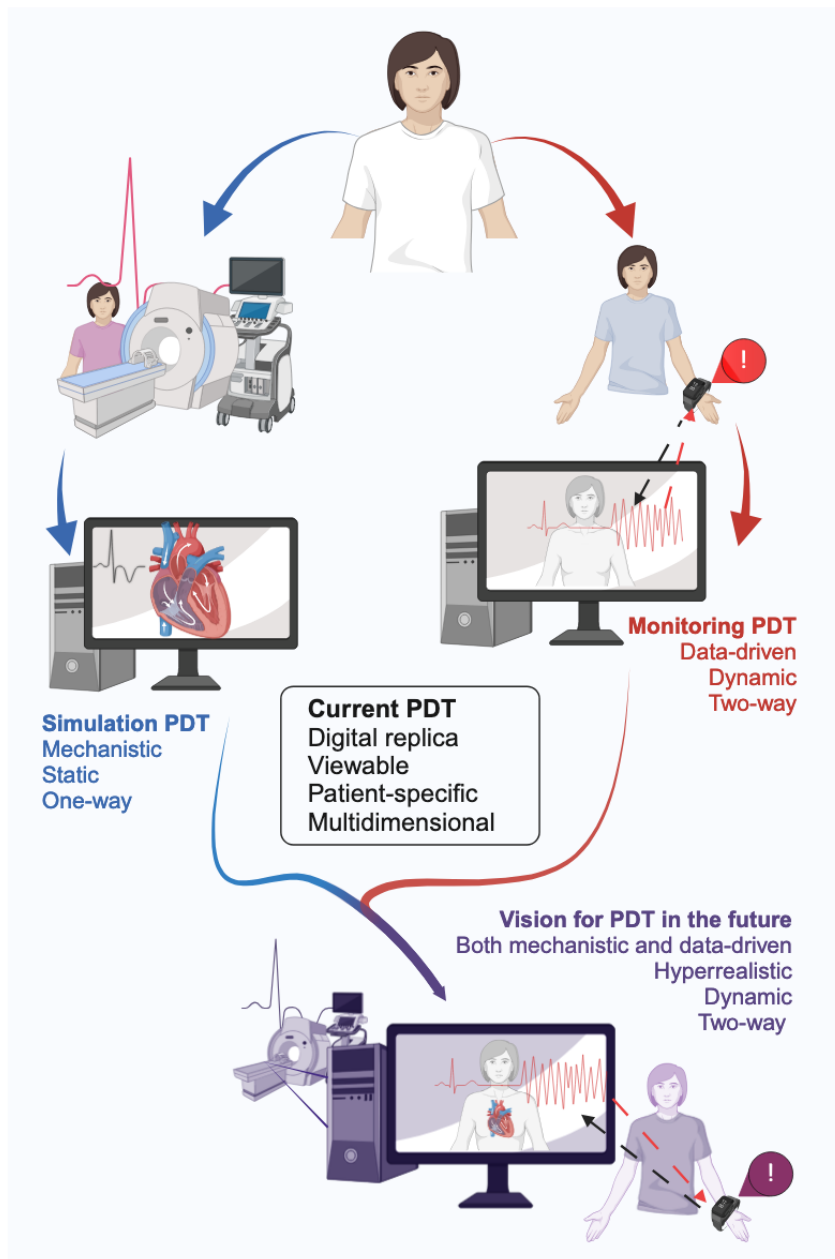 !
Monitoring PDT
Data-driven
Dynamic
Two-way
Simulation PDT
Mechanistic
Static
One-way
Current PDT
Digital replica
Viewable
Patient-specific
Multidimensional
Vision for PDT in the future
Both mechanistic and data-driven
Hyperrealistic
Dynamic
Two-way
!